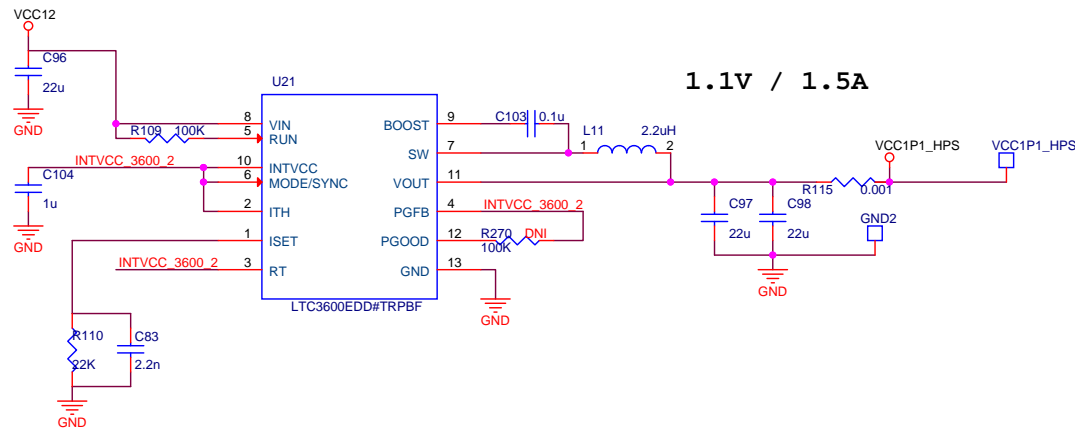 VCC12
C96
22u
GND
U21
1.1V / 1.5A
8 VIN
R109 100K 5 RUN
INTVCC_3600_2 10 INTVCC
6 MODE/SYNC
C104
1u
GND
2 ITH
1 ISET
INTVCC_3600_2 3 RT
BOOST 9 C103 0.1u
SW 7 1 L11 2.2uH 2
VOUT 11
PGFB 4 INTVCC_3600_2
PGOOD 12 R270 DNI
100K
GND 13
GND
LTC3600EDD#TRPBF
VCC1P1_HPS VCC1P1_HPS
R115 0.001
C97 C98
22u 22u
GND2
GND
R110 C83
22K 2.2n
GND